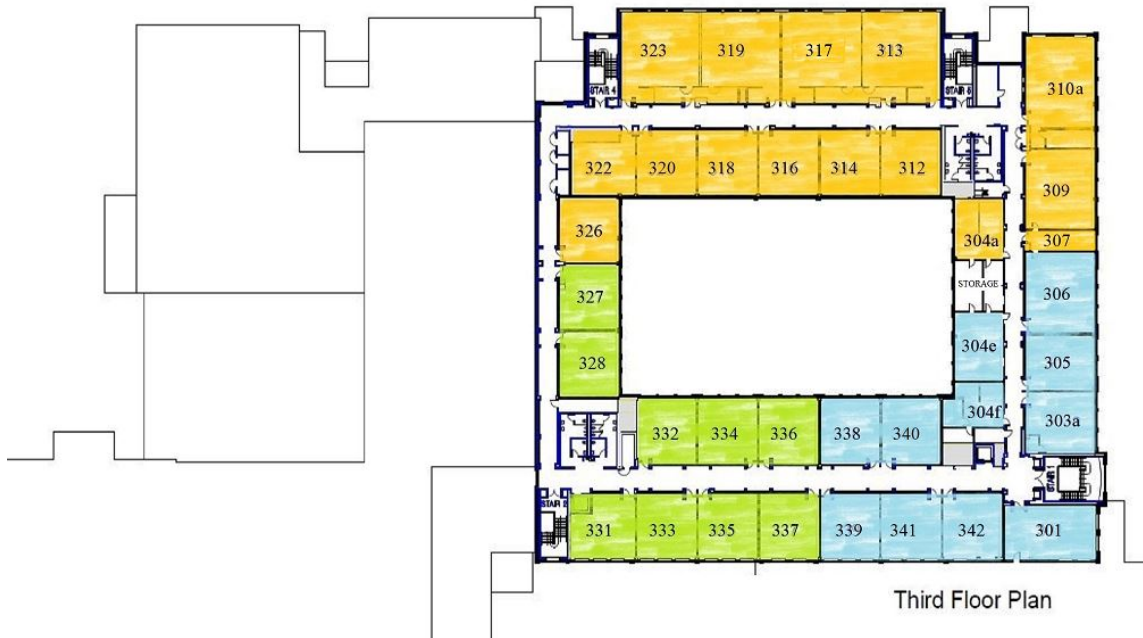 323 319 317 313
STAIR 4
STAIR 5
310a
322 320 318 316 314 312
309
326
304a
307
327
STORAGE
306
328
304e
305
332 334 336 338 340
304f
303a
STAIR 1
STAIR 2
331 333 335 337 339 341 342 301
Third Floor Plan